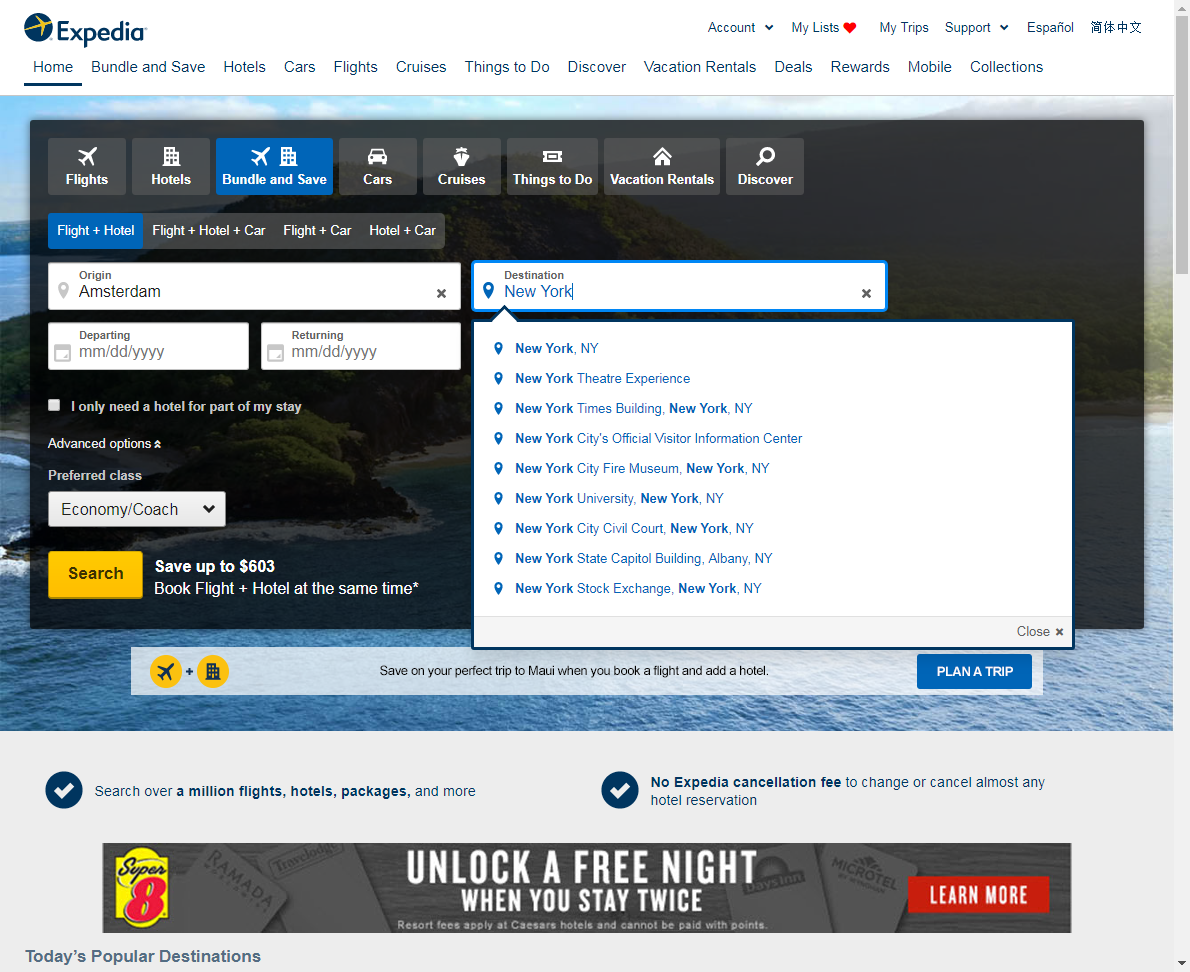 Expedia
Account
My Lists
My Trips
Support
Español
简体中文
Home
Bundle and Save
Hotels
Cars
Flights
Cruises
Things to Do
Discover
Vacation Rentals
Deals
Rewards
Mobile
Collections
Flights
Hotels
Bundle and Save
Cars
Cruises
Things to Do
Vacation Rentals
Discover
Flight + Hotel
Flight + Hotel + Car
Flight + Car
Hotel + Car
Origin
Amsterdam
Destination
New York
Departing
mm/dd/yyyy
Returning
mm/dd/yyyy
New York, NY
New York Theatre Experience
New York Times Building, New York, NY
New York City's Official Visitor Information Center
New York City Fire Museum, New York, NY
New York University, New York, NY
New York City Civil Court, New York, NY
New York State Capitol Building, Albany, NY
New York Stock Exchange, New York, NY
Close
I only need a hotel for part of my stay
Advanced options
Preferred class
Economy/Coach
Search
Save up to $603
Book Flight + Hotel at the same time*
Save on your perfect trip to Maui when you book a flight and add a hotel.
PLAN A TRIP
Search over a million flights, hotels, packages, and more
No Expedia cancellation fee to change or cancel almost any
hotel reservation
Super
8
RAMADA
Travelodge
UNLOCK A FREE NIGHT
WHEN YOU STAY TWICE
Resort fees apply at Caesars hotels and cannot be paid with points.
Days Inn
MICROTEL
LEARN MORE
Today's Popular Destinations